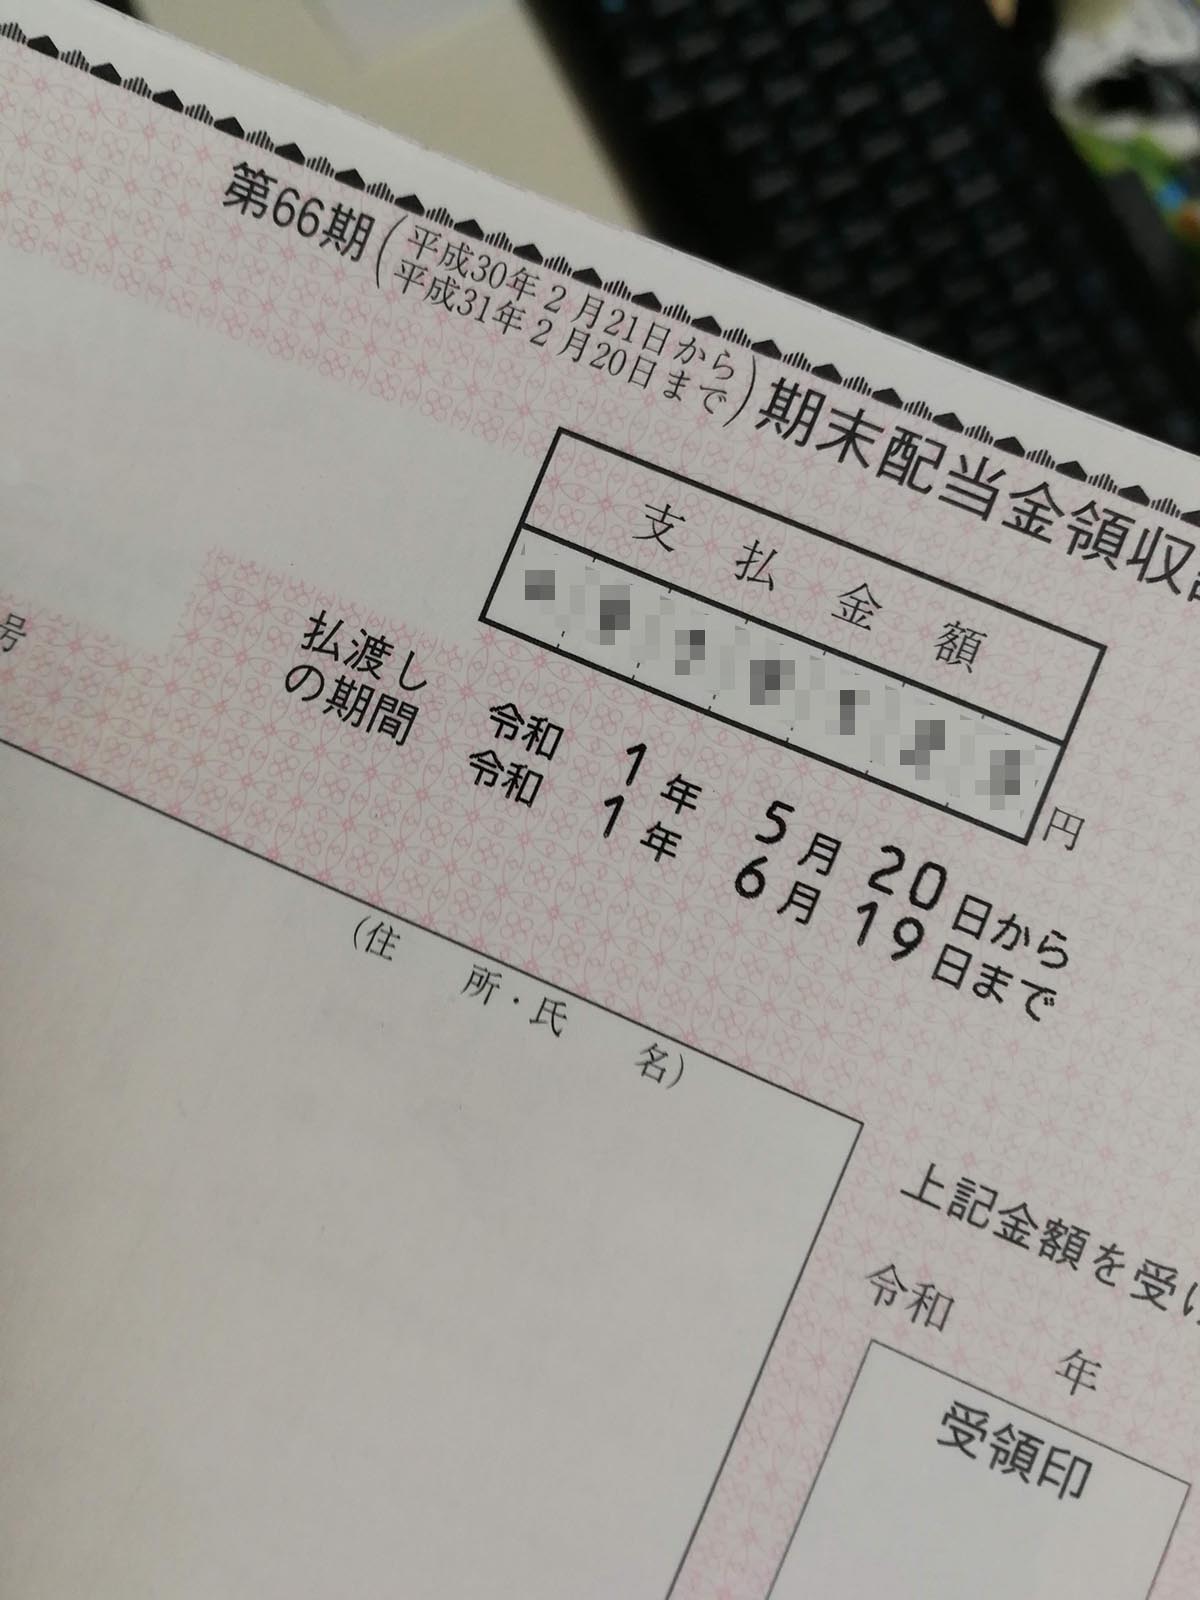 第66期(平成30年2月21日から
平成31年2月20日まで)期末配当金領収
支払金額
円
払渡し
の期間
令和 1年 5月 20日から
令和 1年 6月 19日まで
号
(住所・氏名)
上記金額を受け
令和 年
受領印